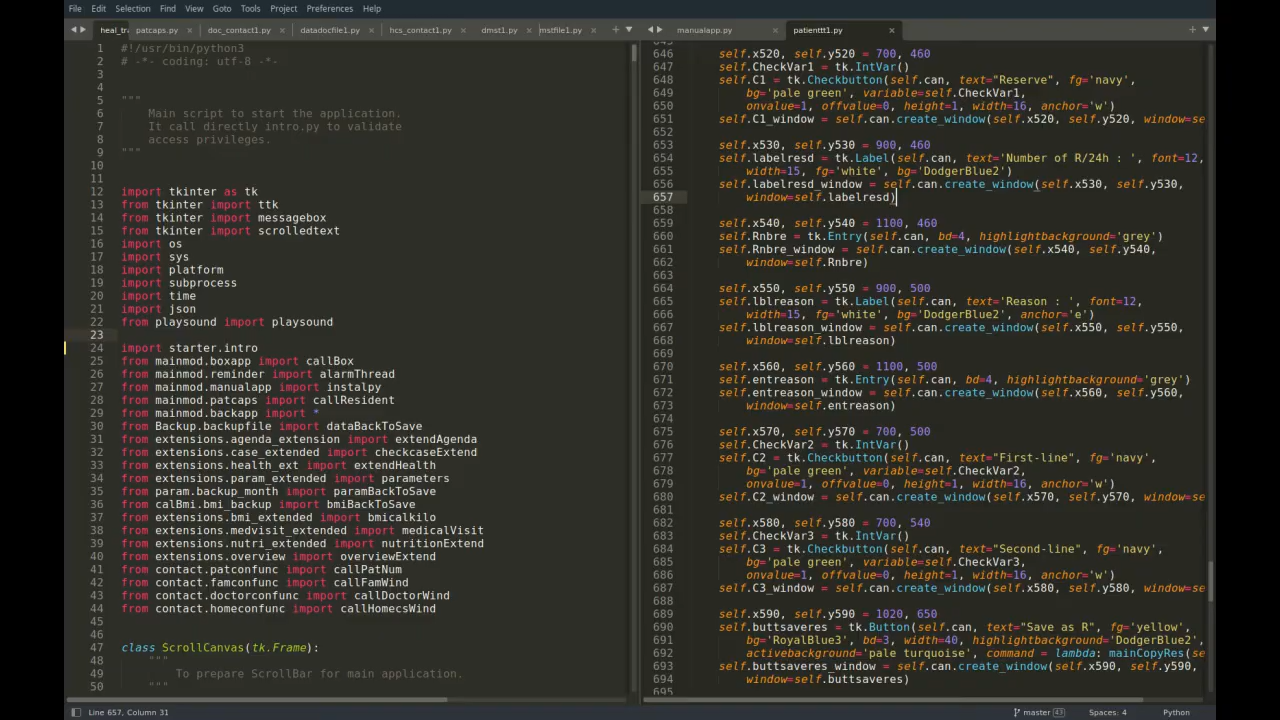 File Edit Selection Find View Goto Tools Project Preferences Help
heal_tr patcaps.py × doc_contact1.py × datadocfile1.py × hcs_contact1.py × dmst1.py × mstfile1.py ×
1 #!/usr/bin/python3
2 # -*- coding: utf-8 -*-
3
4
5 """
6 Main script to start the application.
7 It call directly intro.py to validate
8 access privileges.
9 """
10
11
12 import tkinter as tk
13 from tkinter import ttk
14 from tkinter import messagebox
15 from tkinter import scrolledtext
16 import os
17 import sys
18 import platform
19 import subprocess
20 import time
21 import json
22 from playsound import playsound
23
24 import starter.intro
25 from mainmod.boxapp import callBox
26 from mainmod.reminder import alarmThread
27 from mainmod.manualapp import instalpy
28 from mainmod.patcaps import callResident
29 from mainmod.backapp import *
30 from Backup.backupfile import dataBackToSave
31 from extensions.agenda_extension import extendAgenda
32 from extensions.case_extended import checkcaseExtend
33 from extensions.health_ext import extendHealth
34 from extensions.param_extended import parameters
35 from param.backup_month import paramBackToSave
36 from calBmi.bmi_backup import bmiBackToSave
37 from extensions.bmi_extended import bmicalkilo
38 from extensions.medvisit_extended import medicalVisit
39 from extensions.nutri_extended import nutritionExtend
40 from extensions.overview import overviewExtend
41 from contact.patconfunc import callPatNum
42 from contact.famconfunc import callFamWind
43 from contact.doctorconfunc import callDoctorWind
44 from contact.homeconfunc import callHomecsWind
45
46
47 class ScrollCanvas(tk.Frame):
48 """
49 To prepare ScrollBar for main application.
50 """
manualapp.py × patienttt1.py ×
645
646 self.x520, self.y520 = 700, 460
647 self.CheckVar1 = tk.IntVar()
648 self.C1 = tk.Checkbutton(self.can, text="Reserve", fg='navy',
649 bg='pale green', variable=self.CheckVar1,
650 onvalue=1, offvalue=0, height=1, width=16, anchor='w')
651 self.C1_window = self.can.create_window(self.x520, self.y520, window=se
652
653 self.x530, self.y530 = 900, 460
654 self.labelresd = tk.Label(self.can, text='Number of R/24h : ', font=12,
655 width=15, fg='white', bg='DodgerBlue2')
656 self.labelresd_window = self.can.create_window(self.x530, self.y530,
657 window=self.labelresd)
658
659 self.x540, self.y540 = 1100, 460
660 self.Rnbre = tk.Entry(self.can, bd=4, highlightbackground='grey')
661 self.Rnbre_window = self.can.create_window(self.x540, self.y540,
662 window=self.Rnbre)
663
664 self.x550, self.y550 = 900, 500
665 self.lblreason = tk.Label(self.can, text='Reason : ', font=12,
666 width=15, fg='white', bg='DodgerBlue2', anchor='e')
667 self.lblreason_window = self.can.create_window(self.x550, self.y550,
668 window=self.lblreason)
669
670 self.x560, self.y560 = 1100, 500
671 self.entreason = tk.Entry(self.can, bd=4, highlightbackground='grey')
672 self.entreason_window = self.can.create_window(self.x560, self.y560,
673 window=self.entreason)
674
675 self.x570, self.y570 = 700, 500
676 self.CheckVar2 = tk.IntVar()
677 self.C2 = tk.Checkbutton(self.can, text="First-line", fg='navy',
678 bg='pale green', variable=self.CheckVar2,
679 onvalue=1, offvalue=0, height=1, width=16, anchor='w')
680 self.C2_window = self.can.create_window(self.x570, self.y570, window=se
681
682 self.x580, self.y580 = 700, 540
683 self.CheckVar3 = tk.IntVar()
684 self.C3 = tk.Checkbutton(self.can, text="Second-line", fg='navy',
685 bg='pale green', variable=self.CheckVar3,
686 onvalue=1, offvalue=0, height=1, width=16, anchor='w')
687 self.C3_window = self.can.create_window(self.x580, self.y580, window=se
688
689 self.x590, self.y590 = 1020, 650
690 self.buttsaveres = tk.Button(self.can, text="Save as R", fg='yellow',
691 bg='RoyalBlue3', bd=3, width=40, highlightbackground='DodgerBlue2',
692 activebackground='pale turquoise', command = lambda: mainCopyRes(se
693 self.buttsaveres_window = self.can.create_window(self.x590, self.y590,
694 window=self.buttsaveres)
695
Line 657, Column 31 master 43 Spaces: 4 Python